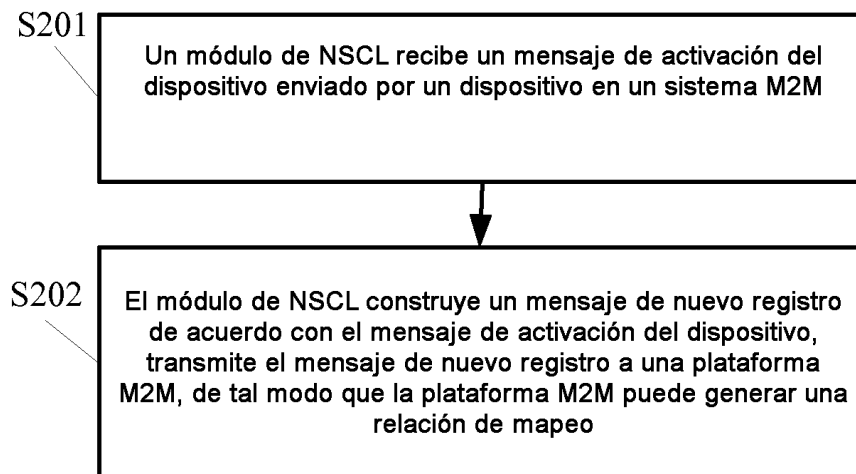 S201
Un módulo de NSCL recibe un mensaje de activación del
dispositivo enviado por un dispositivo en un sistema M2M
S202
El módulo de NSCL construye un mensaje de nuevo registro
de acuerdo con el mensaje de activación del dispositivo,
transmite el mensaje de nuevo registro a una plataforma
M2M, de tal modo que la plataforma M2M puede generar una
relación de mapeo